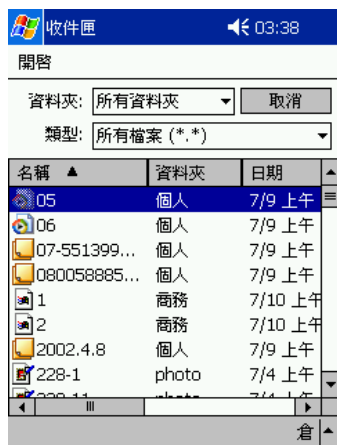 收件匣 03:38
開啓
資料夾: 所有資料夾 取消
類型: 所有檔案 (*.*)
名稱 ▲ 資料夾 日期
05 個人 7/9 上午
06 個人 7/9 上午
07-551399... 個人 7/9 上午
080058885... 個人 7/9 上午
1 商務 7/10 上午
2 商務 7/10 上午
2002.4.8 個人 7/9 上午
228-1 photo 7/4 上午
倉